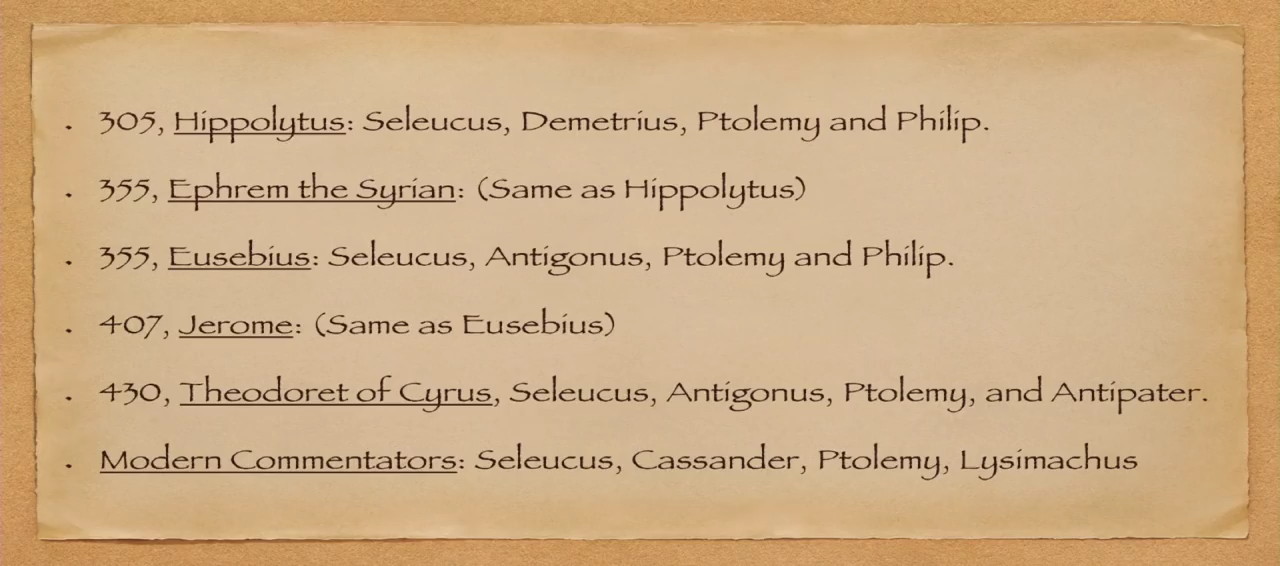 . 305, Hippolytus: Seleucus, Demetrius, Ptolemy and Philip.
. 355, Ephrem the Syrian: (Same as Hippolytus)
. 355, Eusebius: Seleucus, Antigonus, Ptolemy and Philip.
. 407, Jerome: (Same as Eusebius)
. 430, Theodoret of Cyrus, Seleucus, Antigonus, Ptolemy, and Antipater.
. Modern Commentators: Seleucus, Cassander, Ptolemy, Lysimachus